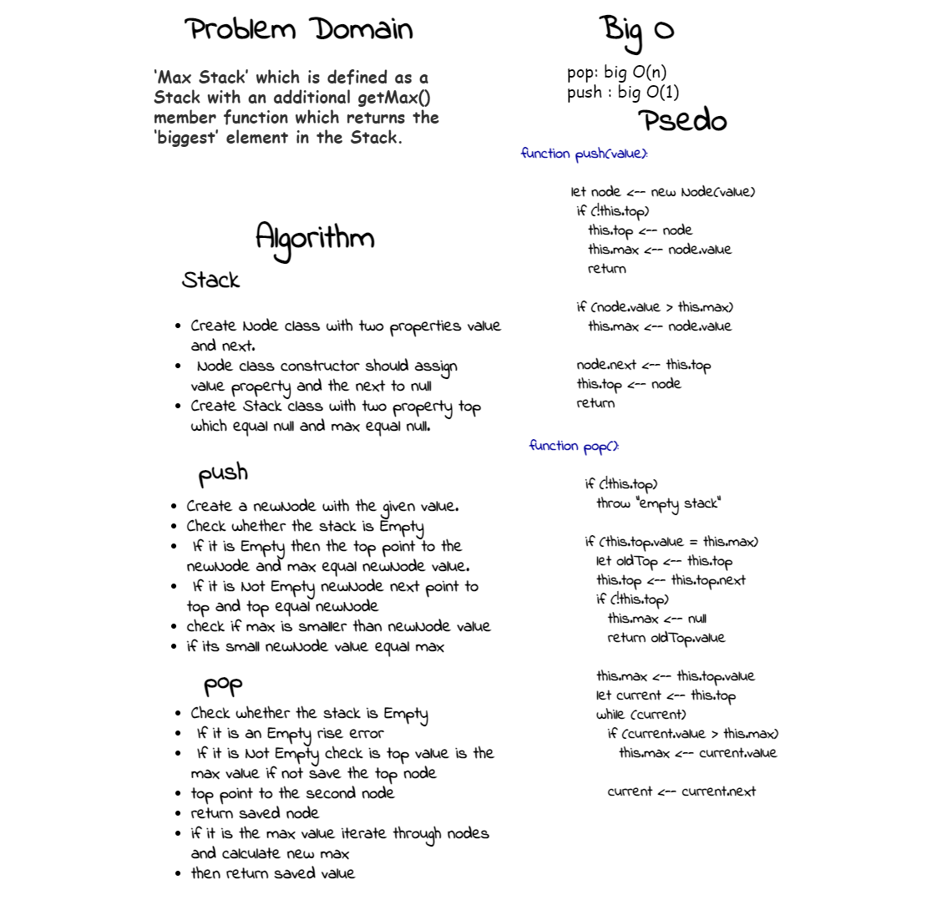 Problem Domain
'Max Stack' which is defined as a
Stack with an additional getMax()
member function which returns the
'biggest' element in the Stack.
Algorithm
Stack
• Create Node class with two properties value
and next.
• Node class constructor should assign
value property and the next to null
• Create Stack class with two property top
which equal null and max equal null.
push
• Create a newNode with the given value.
• Check whether the stack is Empty
• If it is Empty then the top point to the
newNode and max equal newNode value.
• If it is Not Empty newNode next point to
top and top equal newNode
• check if max is smaller than newNode value
• if its small newNode value equal max
pop
• Check whether the stack is Empty
• If it is an Empty rise error
• If it is Not Empty check is top value is the
max value if not save the top node
• top point to the second node
• return saved node
• if it is the max value iterate through nodes
and calculate new max
• then return saved value
Big O
pop: big O(n)
push : big O(1)
Psedo
function push(value):
let node <-- new Node(value)
if (!this.top)
this.top <-- node
this.max <-- node.value
return
if (node.value > this.max)
this.max <-- node.value
node.next <-- this.top
this.top <-- node
return
function pop():
if (!this.top)
throw "empty stack"
if (this.top.value = this.max)
let oldTop <-- this.top
this.top <-- this.top.next
if (!this.top)
this.max <-- null
return oldTop.value
this.max <-- this.top.value
let current <-- this.top
while (current)
if (current.value > this.max)
this.max <-- current.value
current <-- current.next